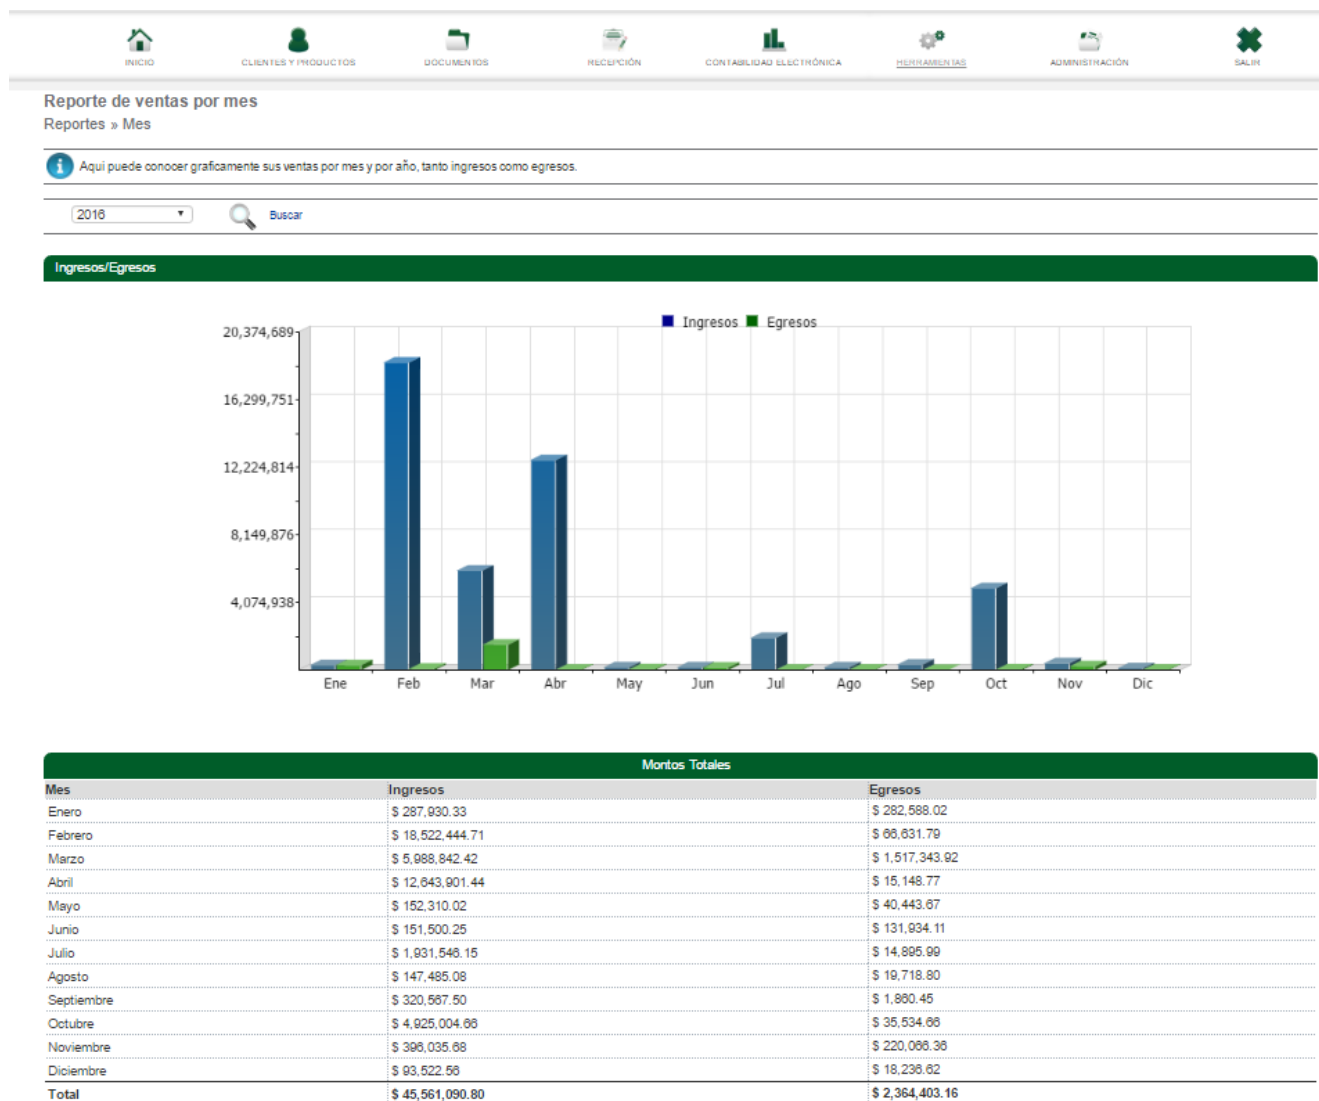 INICIO CLIENTES Y PRODUCTOS DOCUMENTOS RECEPCIÓN CONTABILIDAD ELECTRÓNICA HERRAMIENTAS ADMINISTRACIÓN SALIR
Reporte de ventas por mes
Reportes » Mes
Aqui puede conocer graficamente sus ventas por mes y por año, tanto ingresos como egresos.
2016 Buscar
Ingresos/Egresos
Ingresos Egresos
20,374,689
16,299,751
12,224,814
8,149,876
4,074,938
Ene Feb Mar Abr May Jun Jul Ago Sep Oct Nov Dic
Montos Totales
Mes Ingresos Egresos
Enero $ 287,930.33 $ 282,588.02
Febrero $ 18,522,444.71 $ 66,631.79
Marzo $ 5,988,842.42 $ 1,517,343.92
Abril $ 12,643,901.44 $ 15,148.77
Mayo $ 152,310.02 $ 40,443.67
Junio $ 151,500.25 $ 131,934.11
Julio $ 1,931,546.15 $ 14,895.99
Agosto $ 147,485.08 $ 19,718.80
Septiembre $ 320,567.50 $ 1,860.45
Octubre $ 4,925,004.66 $ 35,534.66
Noviembre $ 396,035.68 $ 220,066.36
Diciembre $ 93,522.56 $ 18,236.62
Total $ 45,561,090.80 $ 2,364,403.16